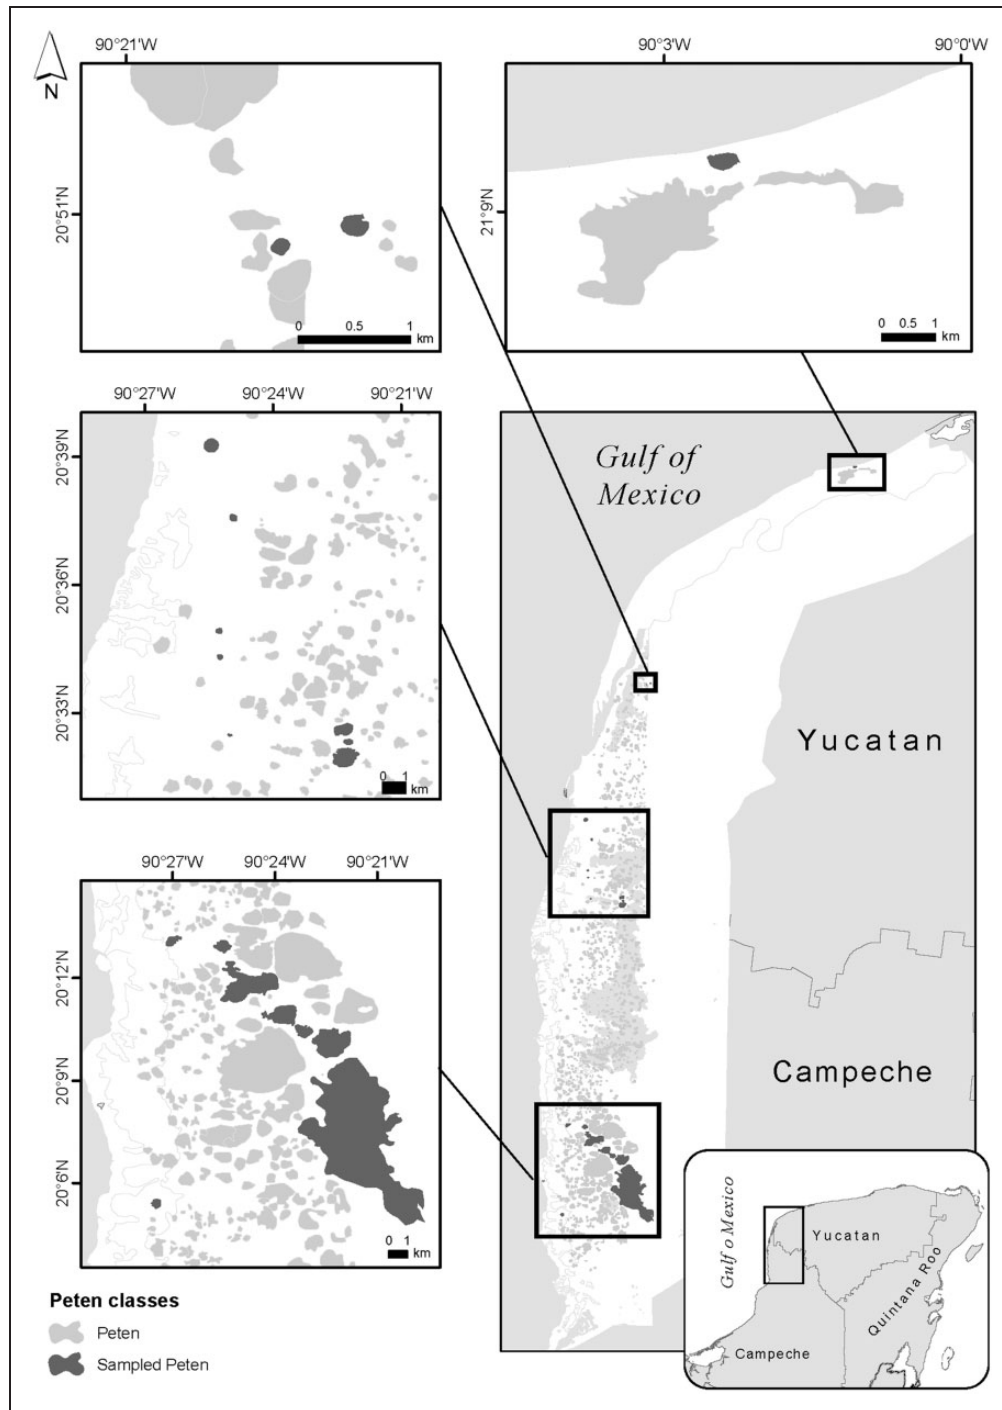 90°21'W
N
20°51'N
0 0.5 1
km
90°3'W 90°0'W
21°9'N
0 0.5 1
km
90°27'W 90°24'W 90°21'W
20°39'N
20°36'N
20°33'N
0 1
km
90°27'W 90°24'W 90°21'W
20°12'N
20°9'N
20°6'N
0 1
km
Gulf of
Mexico
Yucatan
Campeche
Gulf o Mexico
Yucatan
Quintana Roo
Campeche
Peten classes
Peten
Sampled Peten